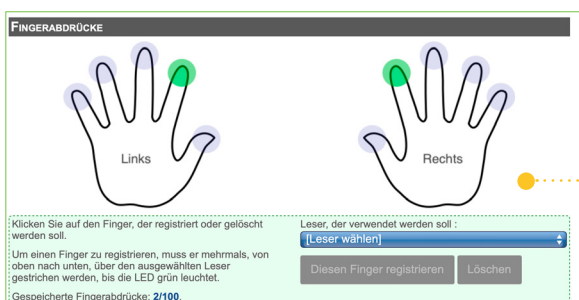 FINGERABDRÜCKE
Links
Rechts
Klicken Sie auf den Finger, der registriert oder gelöscht
werden soll.
Um einen Finger zu registrieren, muss er mehrmals, von
oben nach unten, über den ausgewählten Leser
gestrichen werden, bis die LED grün leuchtet.
Gespeicherte Fingerabdrücke: 2/100.
Leser, der verwendet werden soll :
[Leser wählen]
Diesen Finger registrieren
Löschen